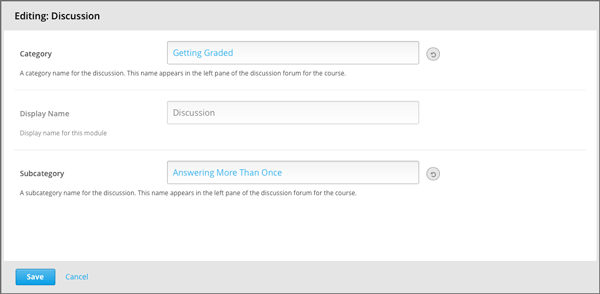 Editing: Discussion
Category Getting Graded
A category name for the discussion. This name appears in the left pane of the discussion forum for the course.
Display Name Discussion
Display name for this module
Subcategory Answering More Than Once
A subcategory name for the discussion. This name appears in the left pane of the discussion forum for the course.
Save Cancel